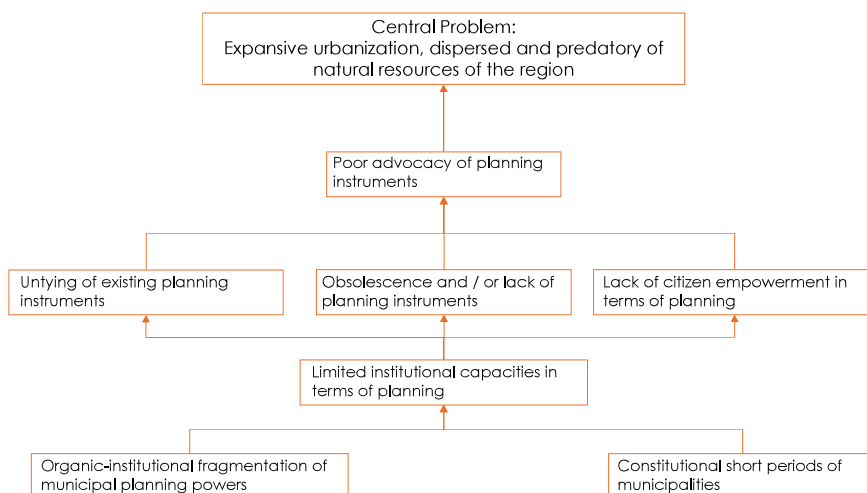 Central Problem:
Expansive urbanization, dispersed and predatory of
natural resources of the region
Poor advocacy of planning
instruments
Untying of existing planning
instruments
Obsolescence and / or lack of
planning instruments
Lack of citizen empowerment in
terms of planning
Limited institutional capacities in
terms of planning
Organic-institutional fragmentation of
municipal planning powers
Constitutional short periods of
municipalities